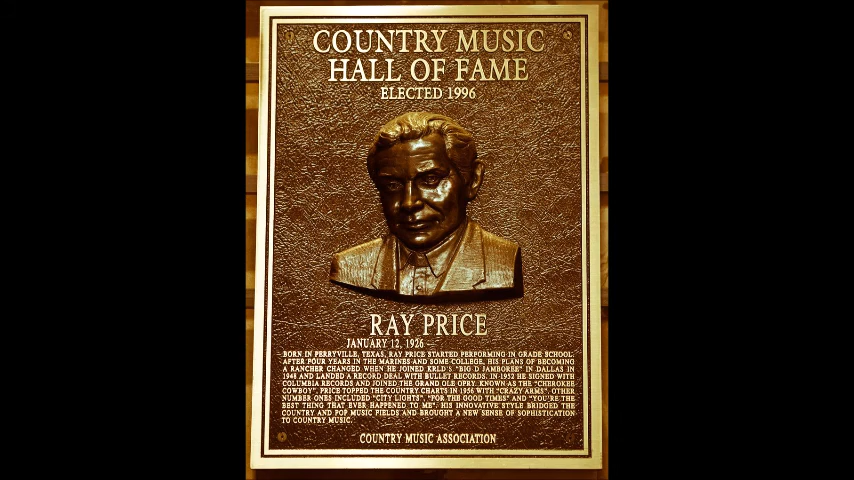 COUNTRY MUSIC
HALL OF FAME
ELECTED 1996
RAY PRICE
JANUARY 12, 1926 —
BORN IN PERRYVILLE, TEXAS, RAY PRICE STARTED PERFORMING IN GRADE SCHOOL.
AFTER FOUR YEARS IN THE MARINES AND SOME COLLEGE, HIS PLANS OF BECOMING
A RANCHER CHANGED WHEN HE JOINED KRLD'S "BIG D JAMBOREE" IN DALLAS IN
1948 AND LANDED A RECORD DEAL WITH BULLET RECORDS. IN 1952 HE SIGNED WITH
COLUMBIA RECORDS AND JOINED THE GRAND OLE OPRY. KNOWN AS THE "CHEROKEE
COWBOY", PRICE TOPPED THE COUNTRY CHARTS IN 1956 WITH "CRAZY ARMS". OTHER
NUMBER ONES INCLUDED "CITY LIGHTS", "FOR THE GOOD TIMES" AND "YOU'RE THE
BEST THING THAT EVER HAPPENED TO ME". HIS INNOVATIVE STYLE BRIDGED THE
COUNTRY AND POP MUSIC FIELDS AND BROUGHT A NEW SENSE OF SOPHISTICATION
TO COUNTRY MUSIC.
COUNTRY MUSIC ASSOCIATION